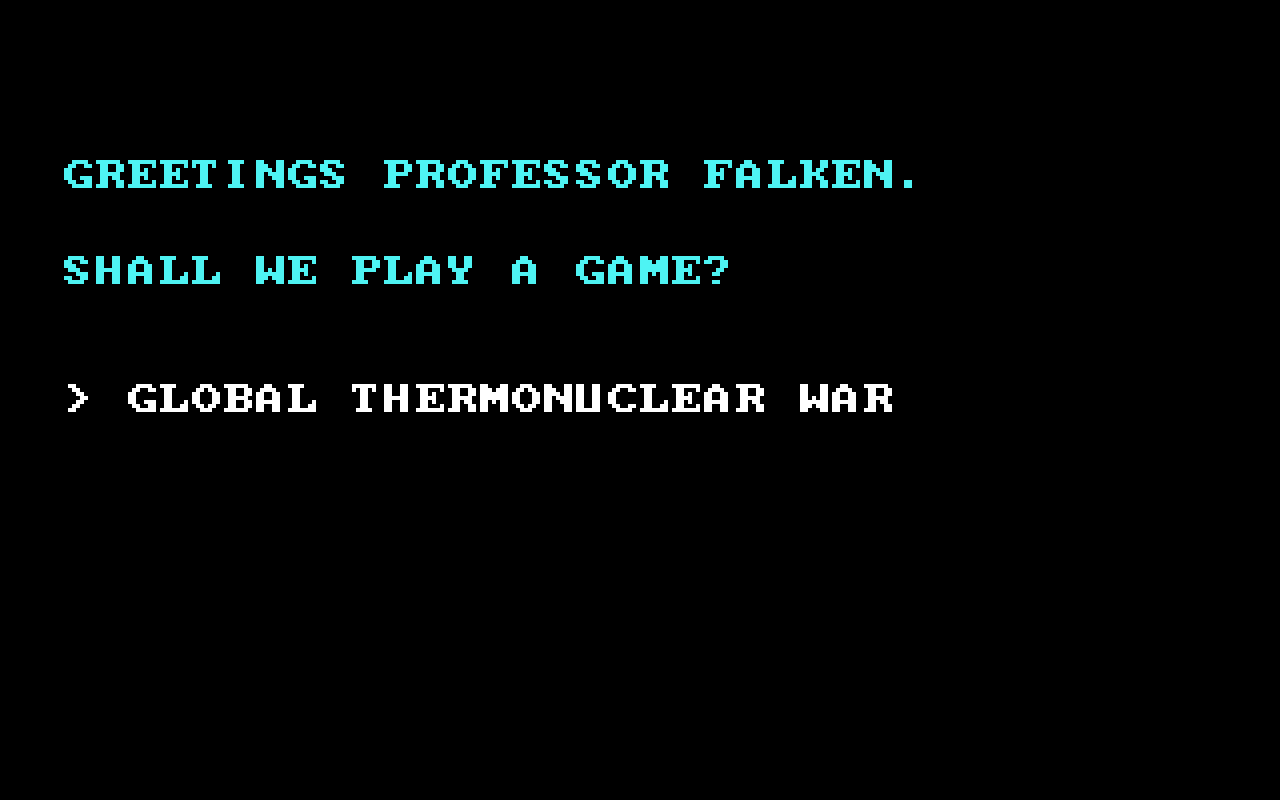 GREETINGS PROFESSOR FALKEN.
SHALL WE PLAY A GAME?
> GLOBAL THERMONUCLEAR WAR